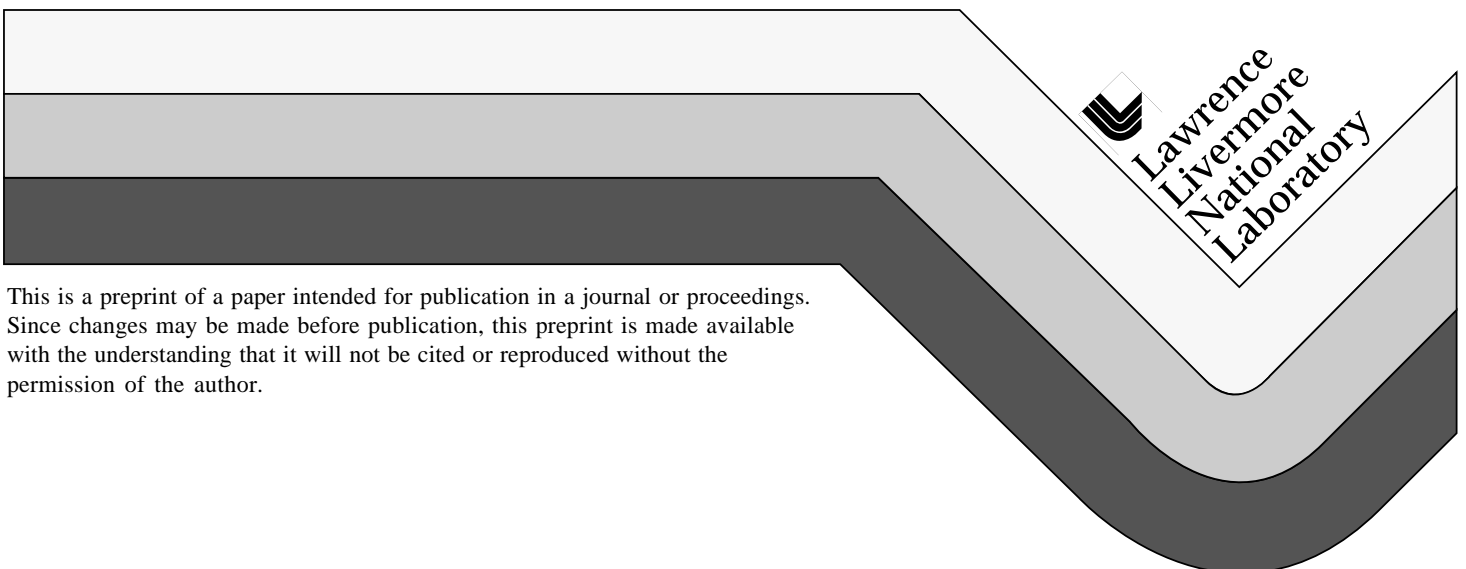 Lawrence
Livermore
National
Laboratory
This is a preprint of a paper intended for publication in a journal or proceedings.
Since changes may be made before publication, this preprint is made available
with the understanding that it will not be cited or reproduced without the
permission of the author.